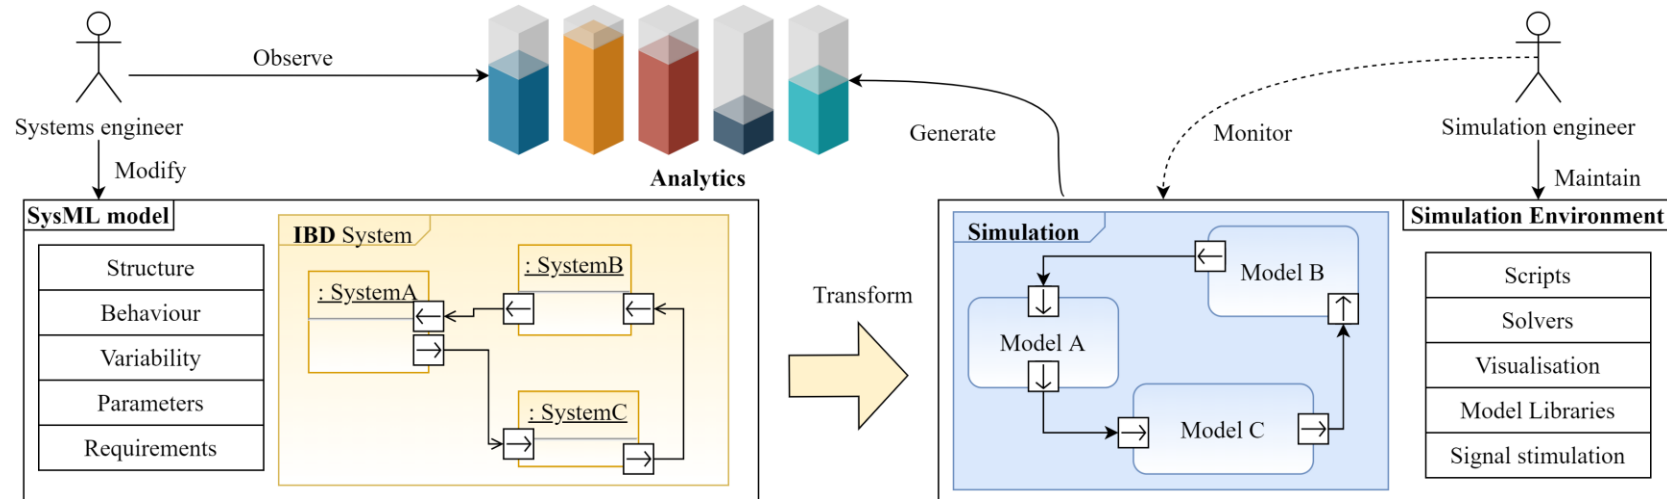 Observe
Systems engineer
Modify
Analytics
Generate
Monitor
Simulation engineer
Maintain
SysML model
Structure
Behaviour
Variability
Parameters
Requirements
IBD System
: SystemA
: SystemB
: SystemC
Transform
Simulation
Model B
Model A
Model C
Simulation Environment
Scripts
Solvers
Visualisation
Model Libraries
Signal stimulation